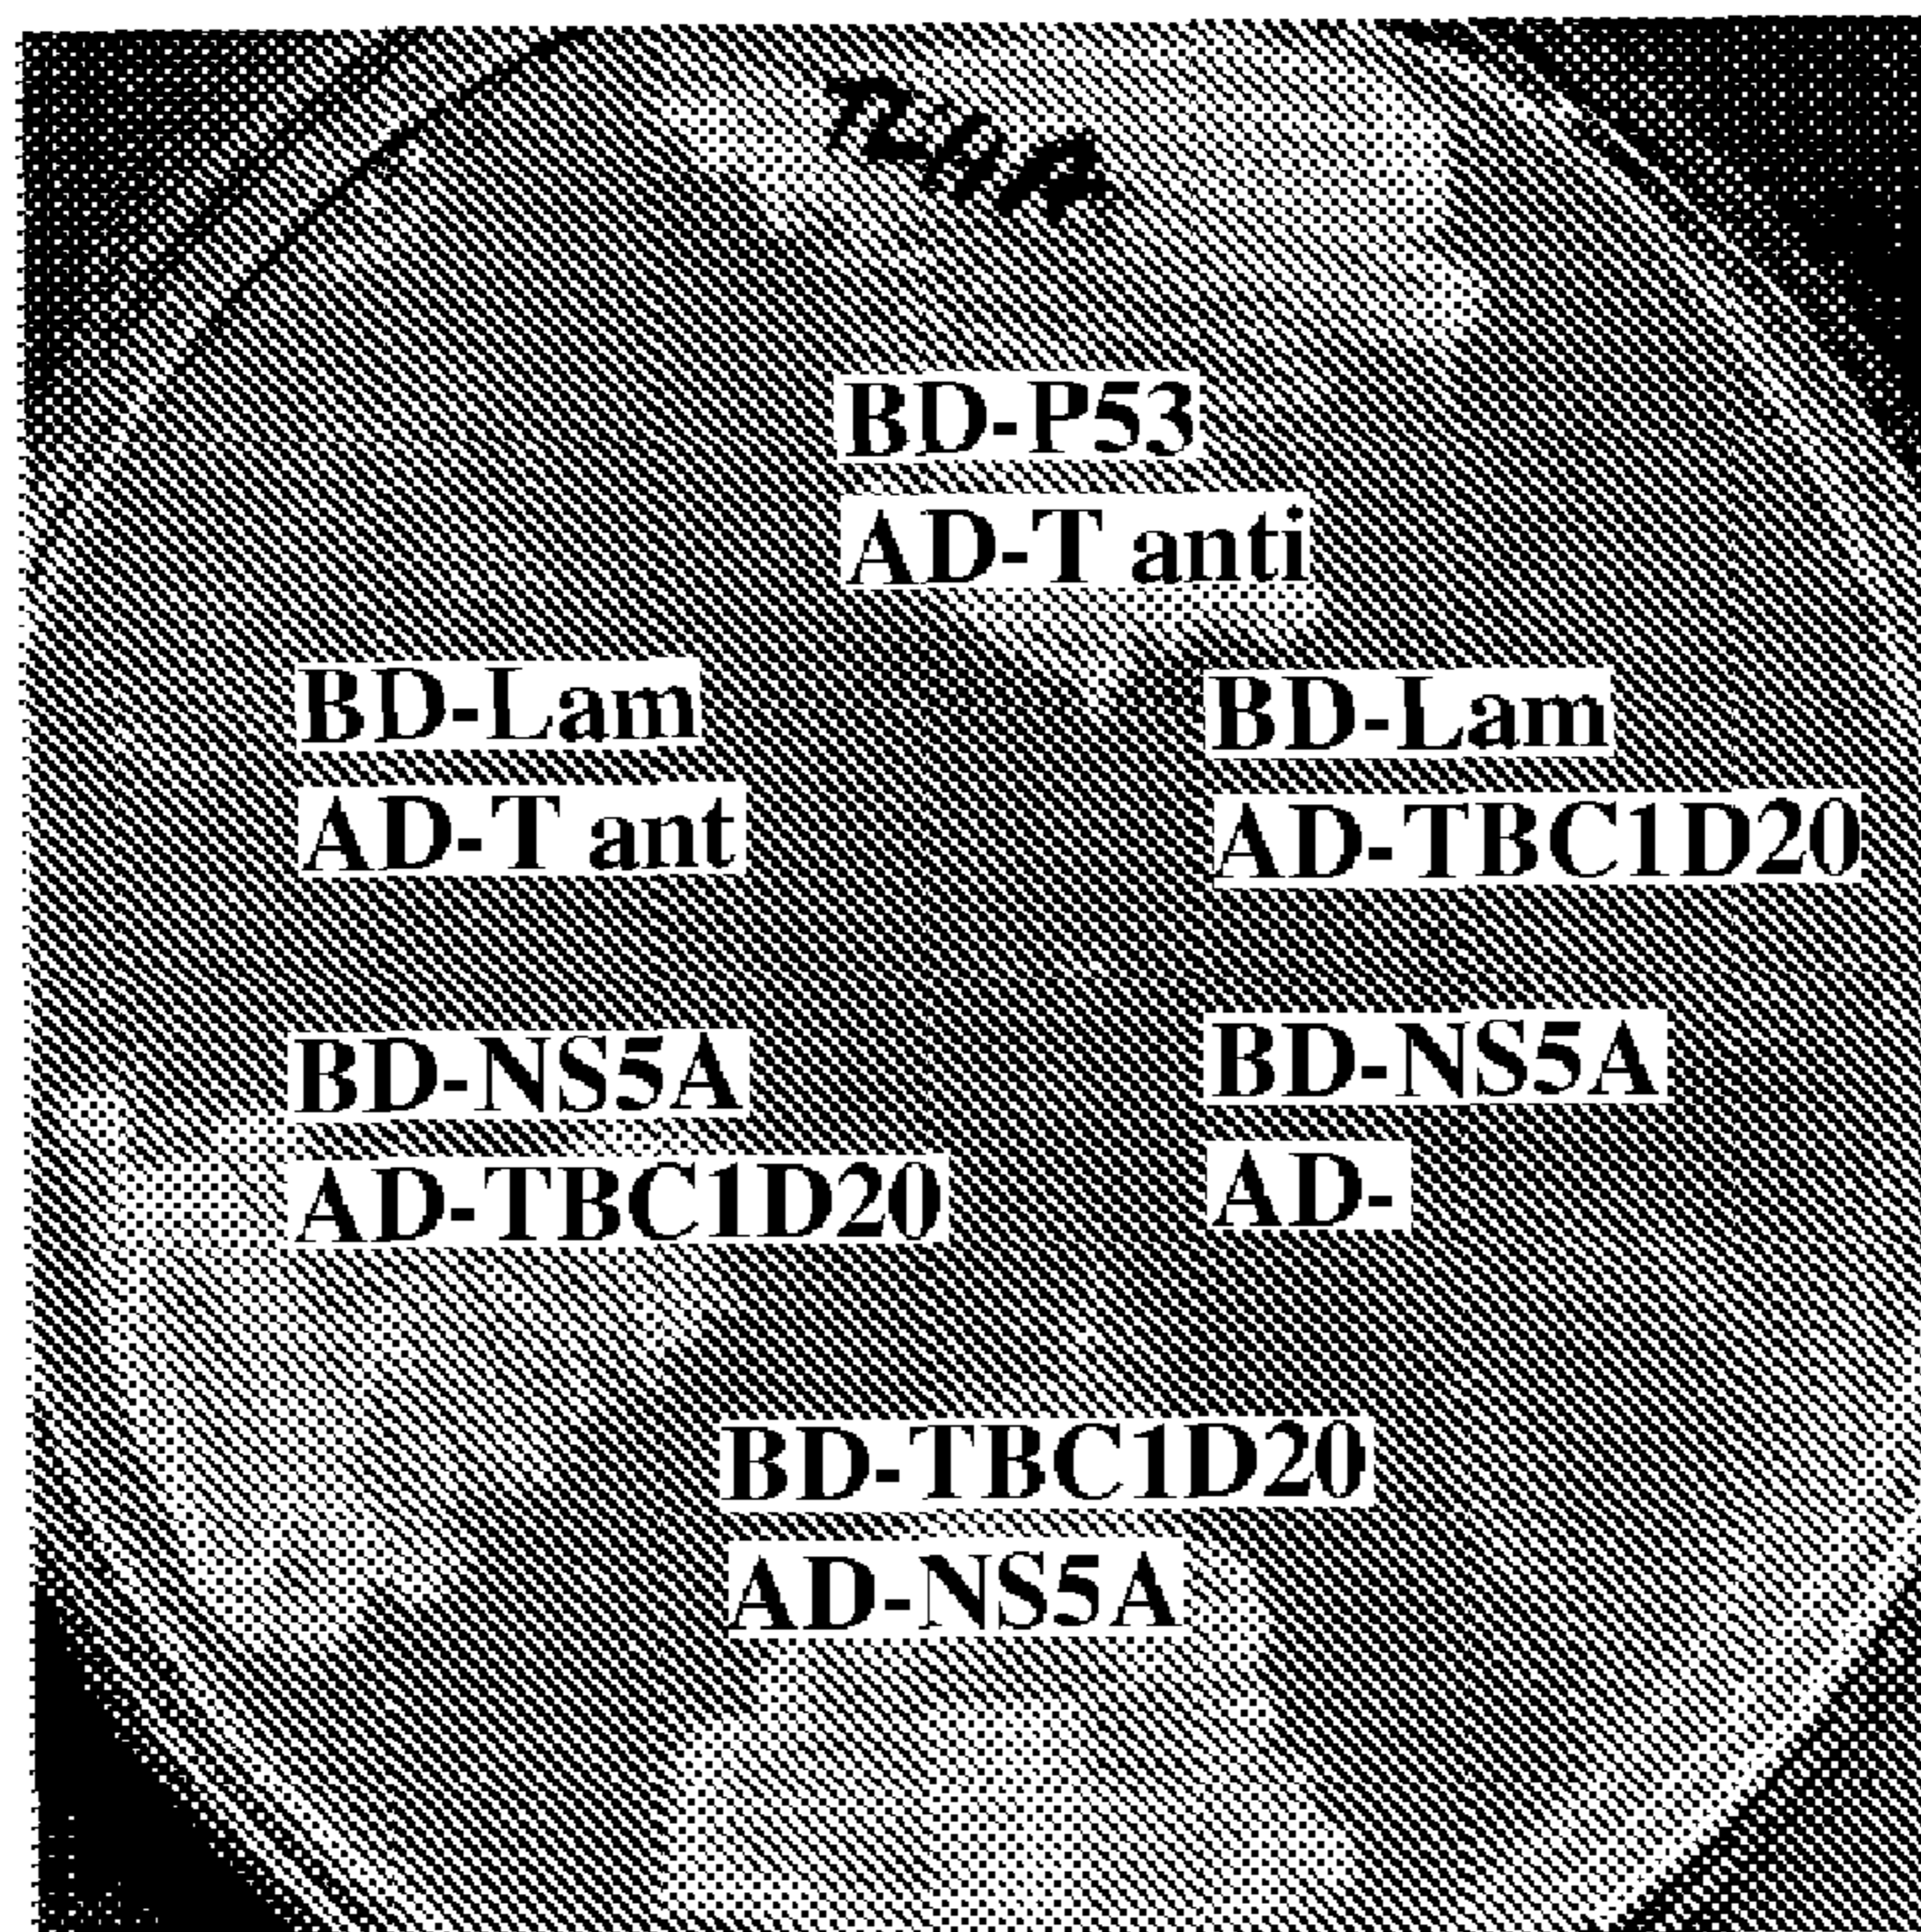 TLHA
BD-P53
AD-T anti
BD-Lam
AD-T ant
BD-Lam
AD-TBC1D20
BD-NS5A
AD-TBC1D20
BD-NS5A
AD-
BD-TBC1D20
AD-NS5A